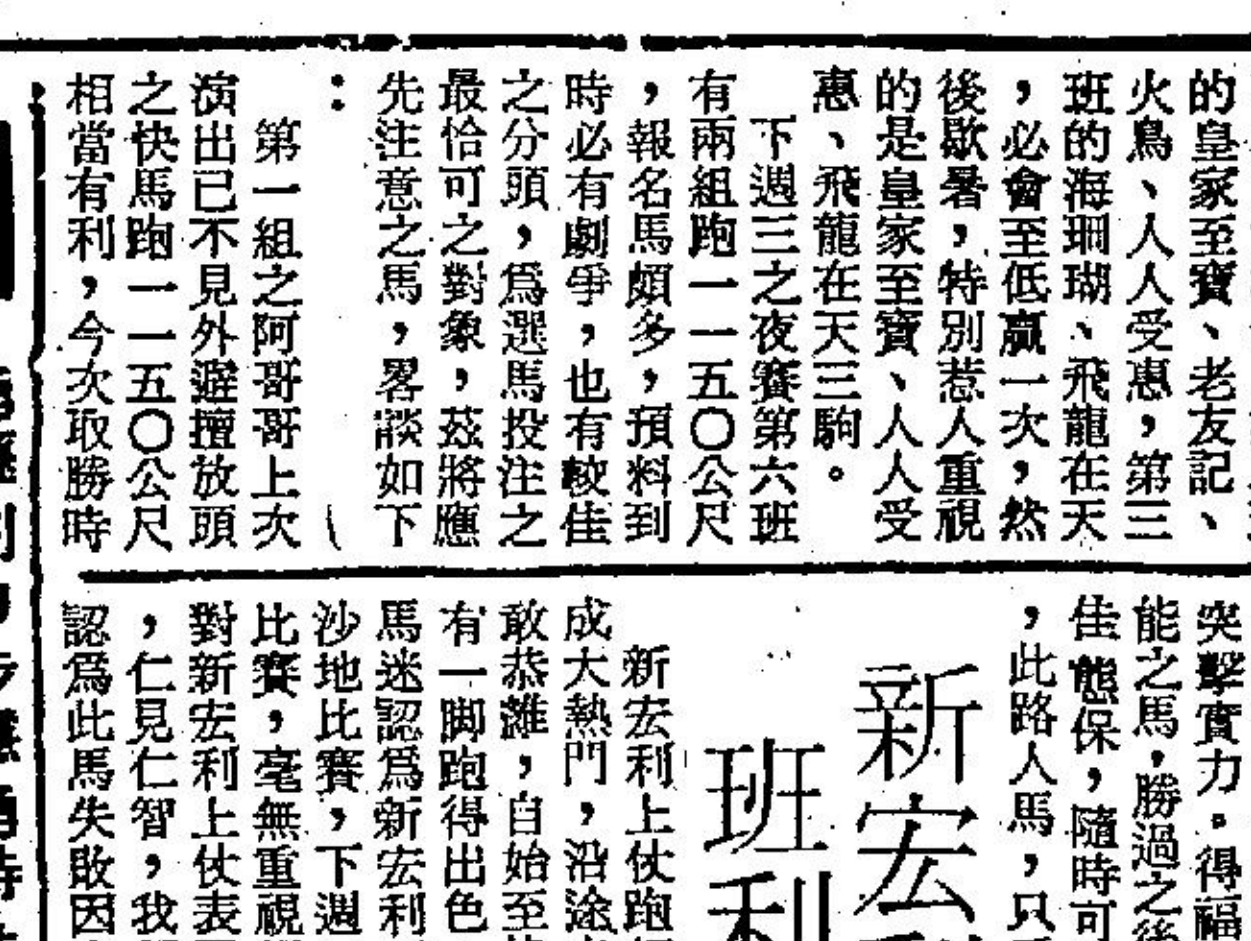 的皇家至寶、老友記、
火鳥、人人受惠，第三
班的海珊瑚、飛龍在天
，必會至低贏一次，然
後歇暑，特別惹人重視
的是皇家至寶、人人受
惠、飛龍在天三駒。
下週三之夜賽第六班
有兩組跑一一五〇公尺
，報名馬頗多，預料到
時必有劇爭，也有較佳
之分頭，爲選馬投注之
最恰可之對象，茲將應
先注意之馬，畧談如下
：
第一組之阿哥哥上次
演出已不見外避擅放頭
之快馬跑一一五〇公尺
相當有利，今次取勝時
突擊實力。得福
能之馬，勝過之後
佳態保，隨時可
，此路人馬，只
新宏
班利
新宏利上仗跑
成大熱門，沿途
敢恭維，自始至
有一脚跑得出色
馬迷認爲新宏利
沙地比賽，下週
比賽，毫無重視
對新宏利上仗表
，仁見仁智，我
認爲此馬失敗因